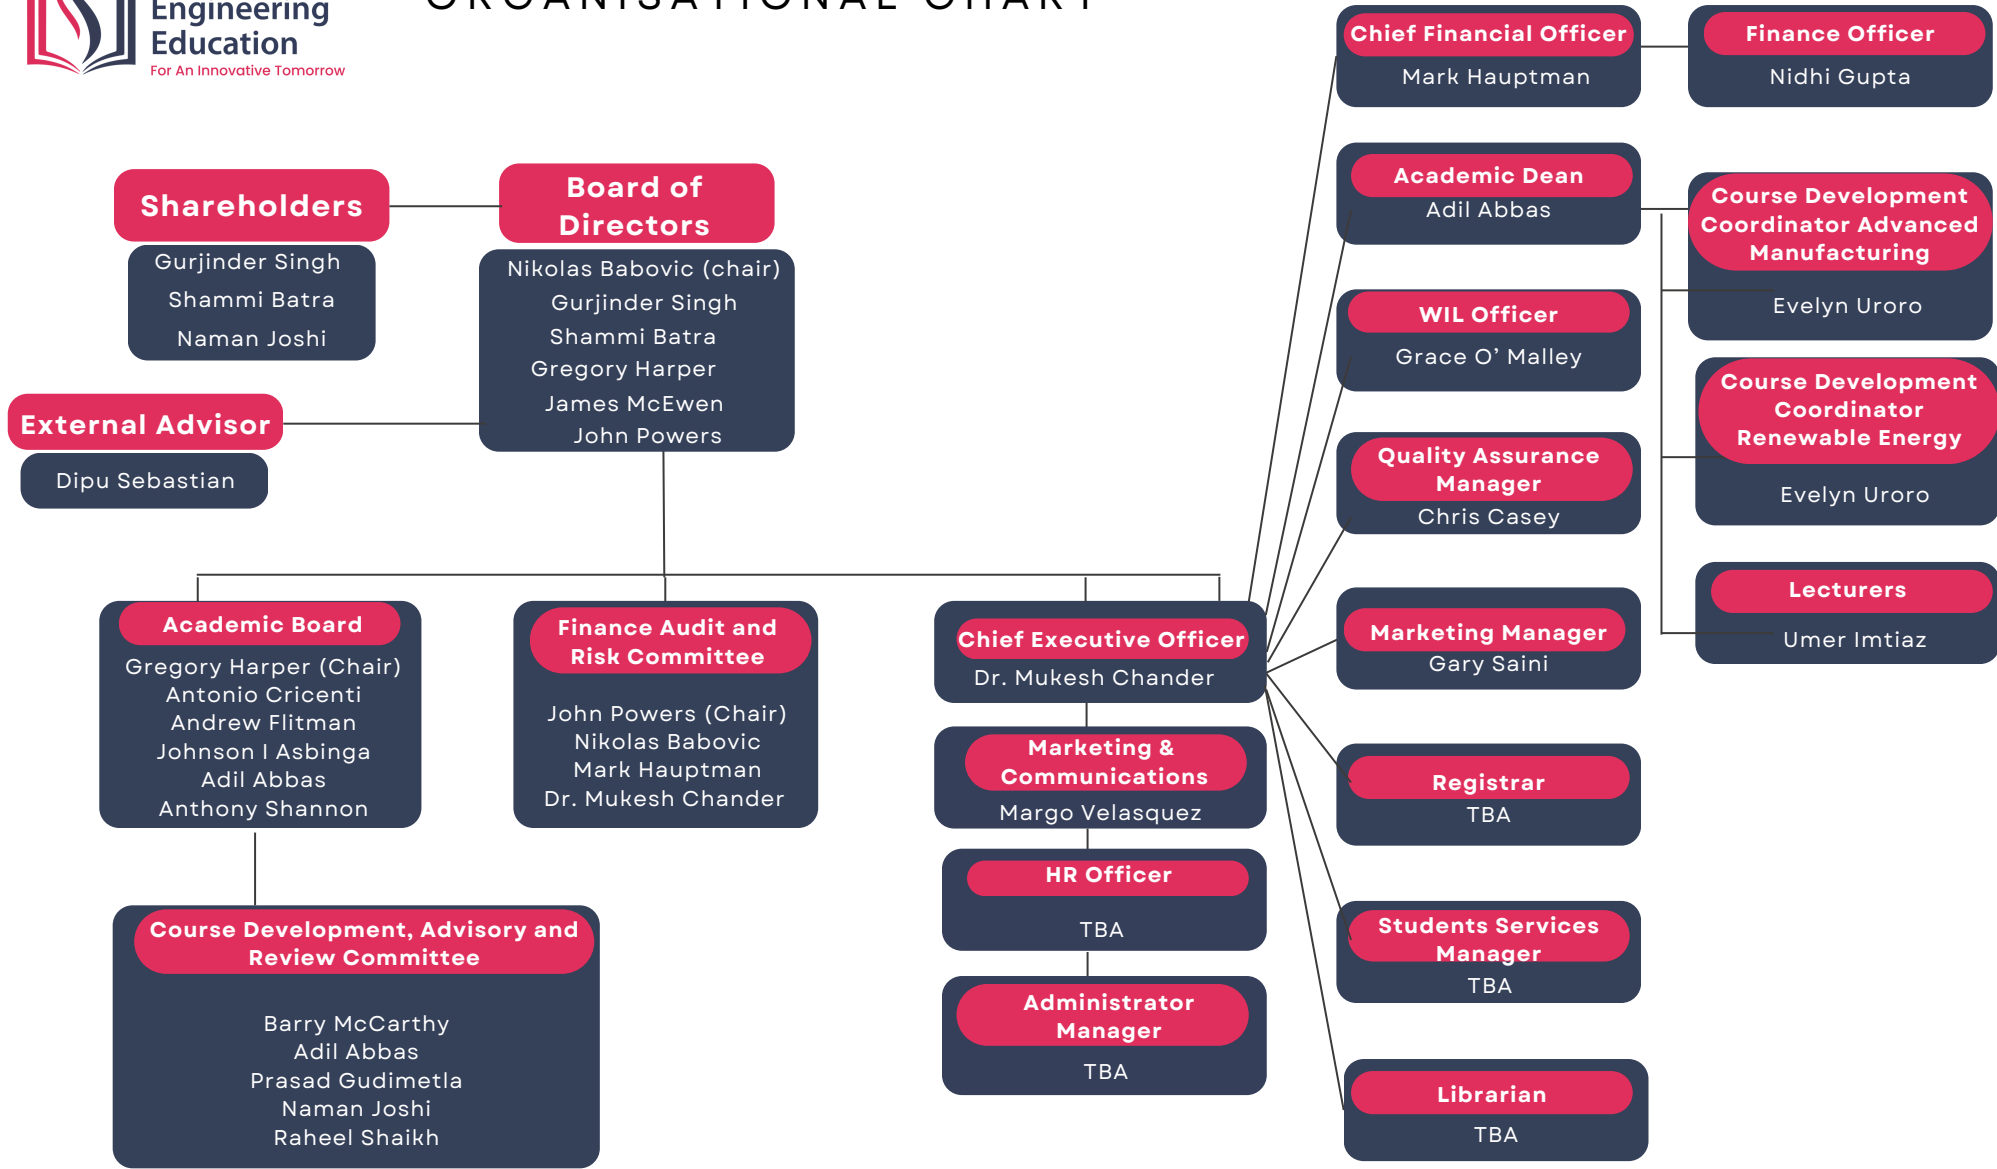 Engineering
Education
For An Innovative Tomorrow
ORGANISATIONAL CHART
Shareholders
Gurjinder Singh
Shammi Batra
Naman Joshi
Board of
Directors
Nikolas Babovic (chair)
Gurjinder Singh
Shammi Batra
Gregory Harper
James McEwen
John Powers
External Advisor
Dipu Sebastian
Academic Board
Gregory Harper (Chair)
Antonio Cricenti
Andrew Flitman
Johnson I Asbinga
Adil Abbas
Anthony Shannon
Course Development, Advisory and
Review Committee
Barry McCarthy
Adil Abbas
Prasad Gudimetla
Naman Joshi
Raheel Shaikh
Finance Audit and
Risk Committee
John Powers (Chair)
Nikolas Babovic
Mark Hauptman
Dr. Mukesh Chander
Chief Executive Officer
Dr. Mukesh Chander
Marketing &
Communications
Margo Velasquez
HR Officer
TBA
Administrator
Manager
TBA
Chief Financial Officer
Mark Hauptman
Finance Officer
Nidhi Gupta
Academic Dean
Adil Abbas
Course Development
Coordinator Advanced
Manufacturing
Evelyn Uroro
Course Development
Coordinator
Renewable Energy
Evelyn Uroro
Lecturers
Umer Imtiaz
WIL Officer
Grace O’ Malley
Quality Assurance
Manager
Chris Casey
Marketing Manager
Gary Saini
Registrar
TBA
Students Services
Manager
TBA
Librarian
TBA